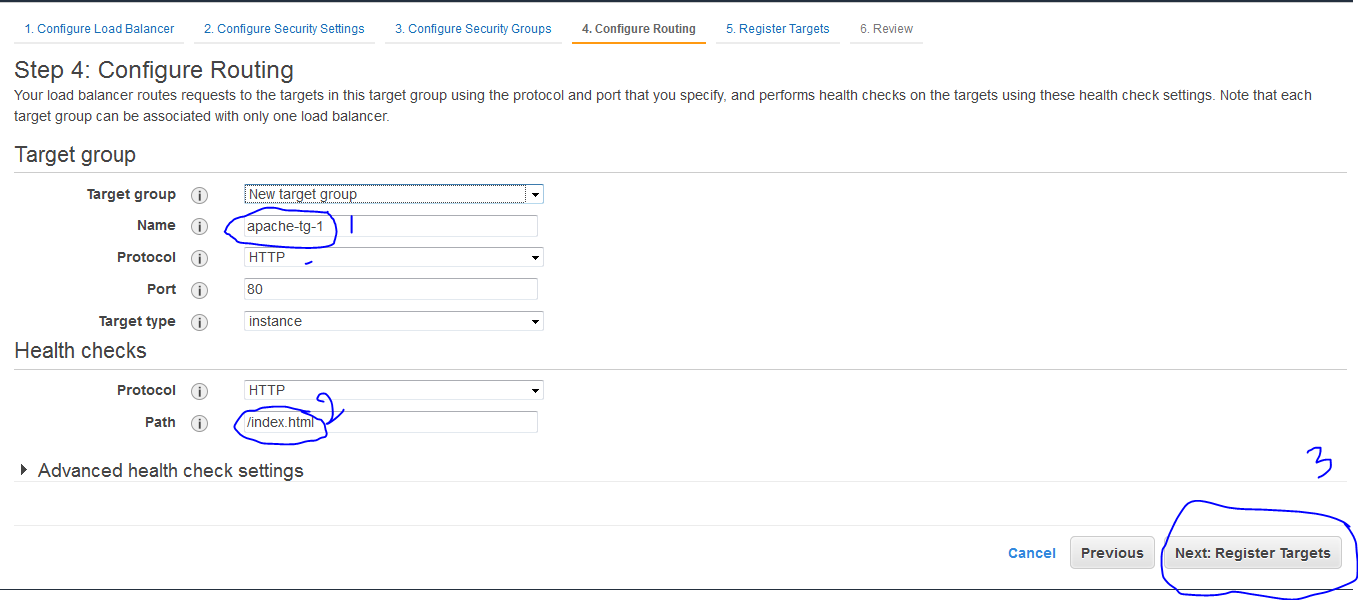 1. Configure Load Balancer 2. Configure Security Settings 3. Configure Security Groups 4. Configure Routing 5. Register Targets 6. Review
Step 4: Configure Routing
Your load balancer routes requests to the targets in this target group using the protocol and port that you specify, and performs health checks on the targets using these health check settings. Note that each
target group can be associated with only one load balancer.
Target group
Target group i New target group
Name i apache-tg-1 1
Protocol i HTTP
Port i 80
Target type i instance
Health checks
Protocol i HTTP
Path i /index.html 2
Advanced health check settings
3
Cancel Previous Next: Register Targets